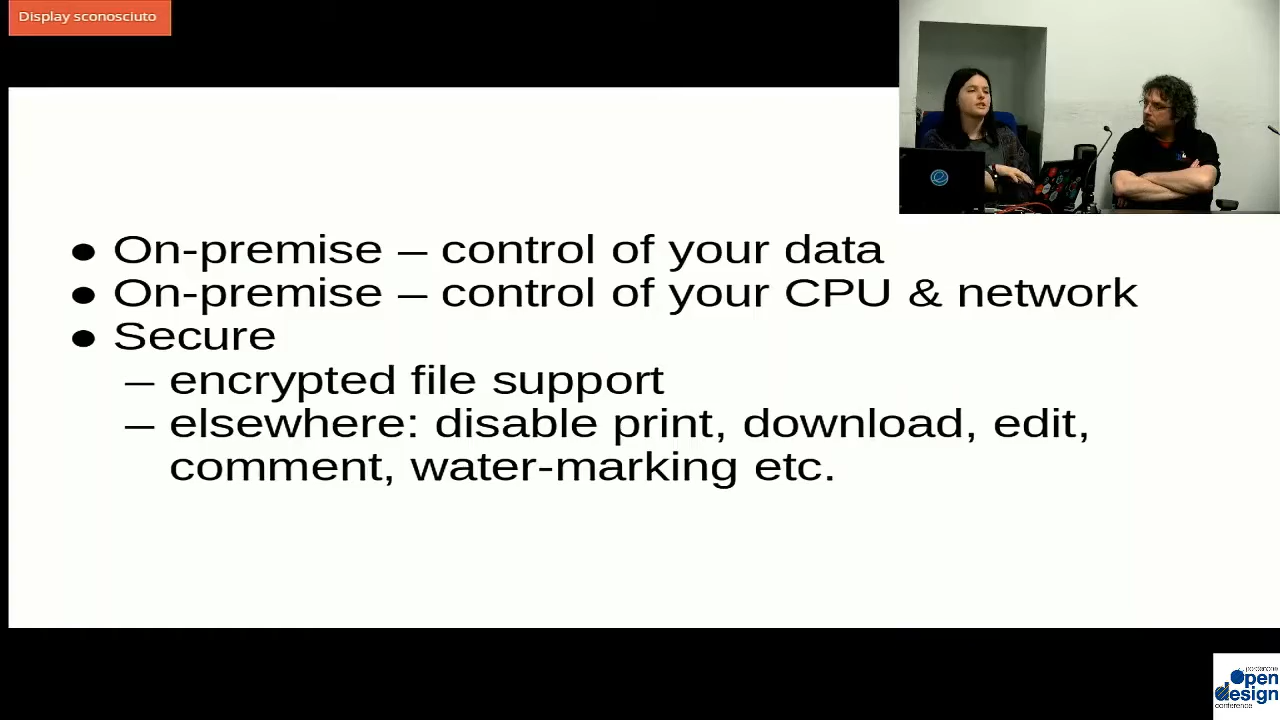 Display sconosciuto
● On-premise – control of your data
● On-premise – control of your CPU & network
● Secure
– encrypted file support
– elsewhere: disable print, download, edit,
comment, water-marking etc.
pordenone
open
design
conference